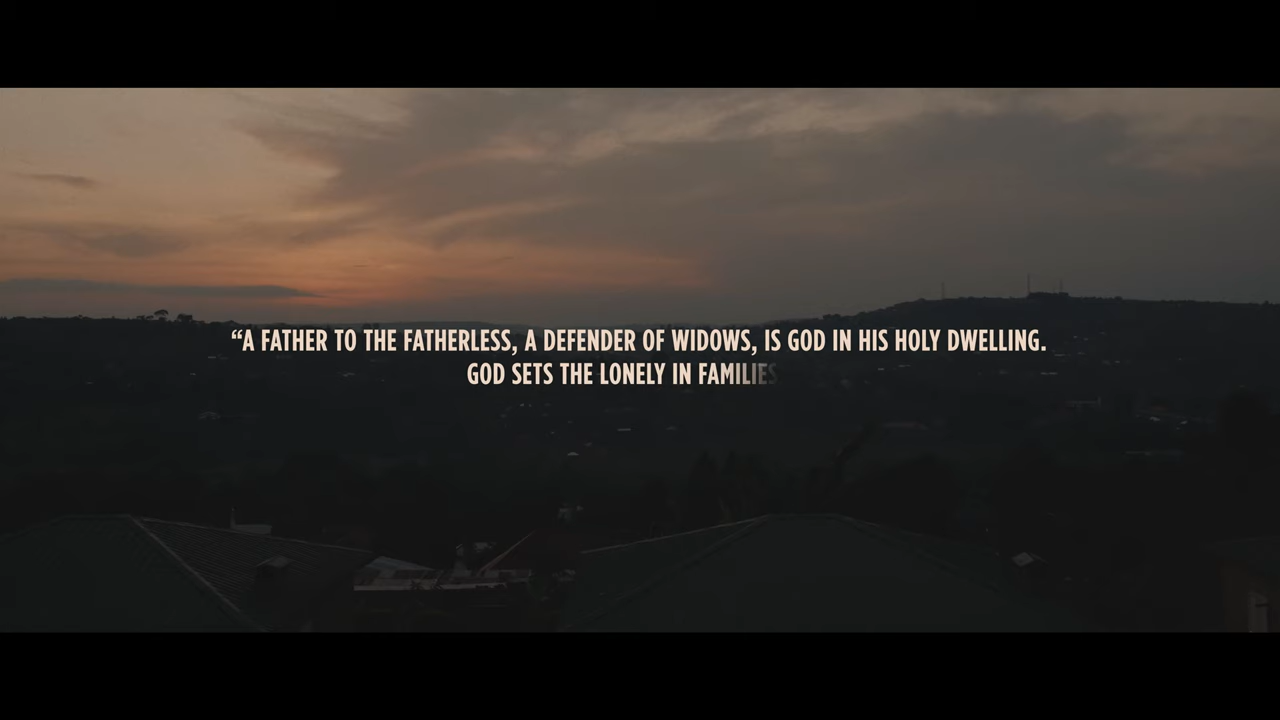 “A FATHER TO THE FATHERLESS, A DEFENDER OF WIDOWS, IS GOD IN HIS HOLY DWELLING.
GOD SETS THE LONELY IN FAMILIES